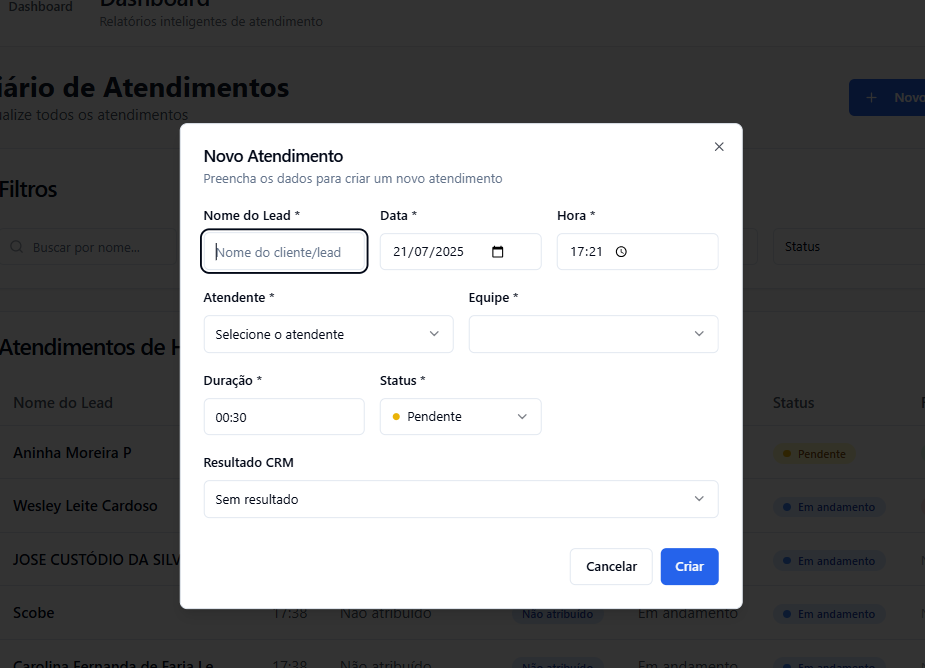 Dashboard
Dashboard
Relatórios inteligentes de atendimento
iário de Atendimentos
ualize todos os atendimentos
+ Novo
Filtros
Buscar por nome...
Status
Novo Atendimento
Preencha os dados para criar um novo atendimento
Nome do Lead *
Data *
Hora *
Nome do cliente/lead
21/07/2025
17:21
Atendente *
Equipe *
Selecione o atendente
Duração *
Status *
00:30
Pendente
Resultado CRM
Sem resultado
Cancelar
Criar
Atendimentos de H
Nome do Lead
Status
Aninha Moreira P
Pendente
Wesley Leite Cardoso
Em andamento
JOSE CUSTÓDIO DA SILV
Em andamento
Scobe 17:38 Não atribuído Não atribuído Em andamento Em andamento
Carolina Fernanda de Faria Le 17:38 Não atribuído Não atribuído Em andamento Em andamento